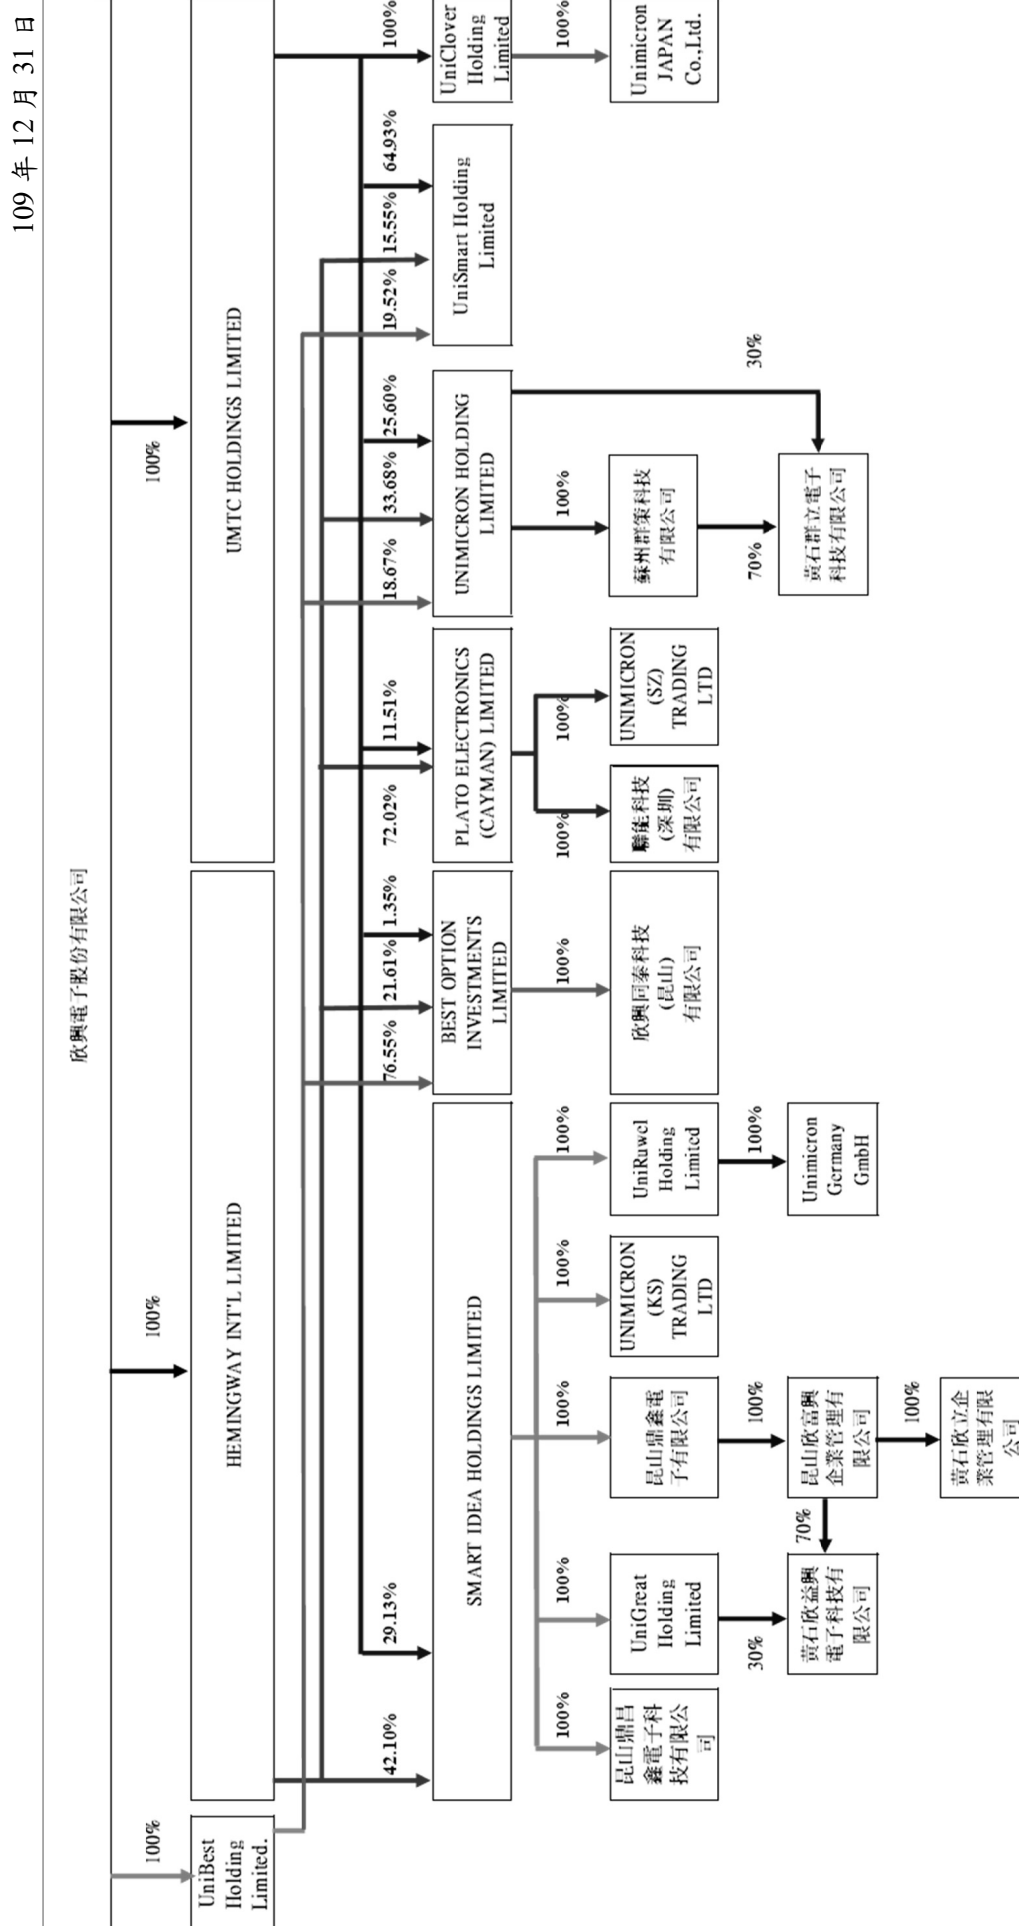 109 年 12 月 31 日
欣興電子股份有限公司
100%
100%
100%
UniBest
Holding
Limited.
HEMINGWAY INT'L LIMITED
UMTC HOLDINGS LIMITED
42.10%
29.13%
76.55%
21.61%
1.35%
72.02%
11.51%
18.67%
33.68%
25.60%
19.52%
15.55%
64.93%
100%
SMART IDEA HOLDINGS LIMITED
BEST OPTION
INVESTMENTS
LIMITED
PLATO ELECTRONICS
(CAYMAN) LIMITED
UNIMICRON HOLDING
LIMITED
UniSmart Holding
Limited
UniClover
Holding
Limited
100%
100%
100%
100%
100%
100%
100%
100%
100%
100%
昆山鼎昌
鑫電子科
技有限公
司
UniGreat
Holding
Limited
昆山鼎鑫電
子有限公司
UNIMICRON
(KS)
TRADING
LTD
UniRuwel
Holding
Limited
欣興同泰科技
(昆山)
有限公司
聯能科技
(深圳)
有限公司
UNIMICRON
(SZ)
TRADING
LTD
蘇州群策科技
有限公司
Unimicron
JAPAN
Co.,Ltd.
30%
100%
100%
70%
30%
黃石欣益興
電子科技有
限公司
70%
昆山欣富興
企業管理有
限公司
Unimicron
Germany
GmbH
黃石群立電子
科技有限公司
100%
黃石欣立企
業管理有限
公司